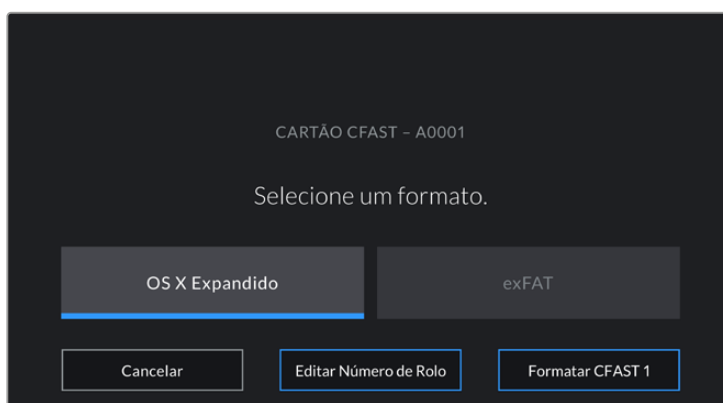 CARTÃO CFAST – A0001
Selecione um formato.
OS X Expandido
exFAT
Cancelar
Editar Número de Rolo
Formatar CFAST 1